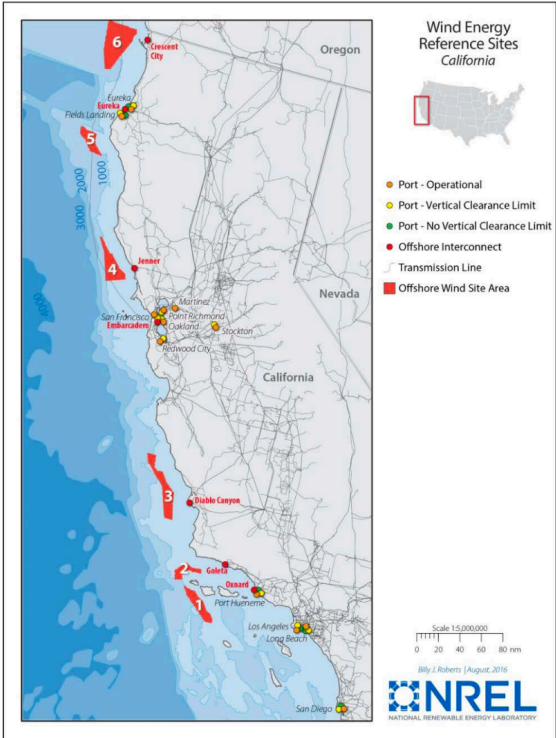 Wind Energy
Reference Sites
California
Port - Operational
Port - Vertical Clearance Limit
Port - No Vertical Clearance Limit
Offshore Interconnect
Transmission Line
Offshore Wind Site Area
Oregon
Nevada
California
6
Crescent
City
Eureka
Eureka
Fields Landing
5
1000
2000
3000
4000
Jenner
4
Martinez
San Francisco
Point Richmond
Embarcadero
Oakland
Stockton
Redwood City
3
Diablo Canyon
2
Goleta
Oxnard
1
Port Hueneme
Los Angeles
Long Beach
San Diego
Scale 1:5,000,000
0 20 40 60 80 nm
Billy J. Roberts | August, 2016
NREL
NATIONAL RENEWABLE ENERGY LABORATORY